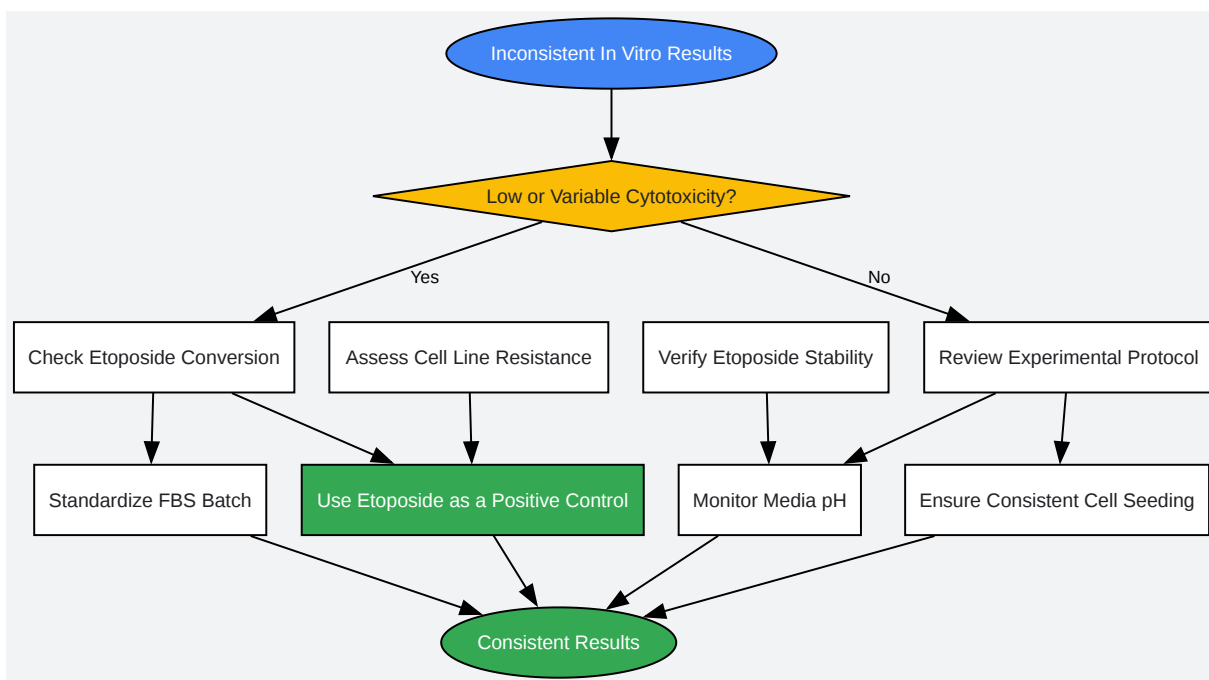 Inconsistent In Vitro Results
Low or Variable Cytotoxicity?
Yes
No
Check Etoposide Conversion
Assess Cell Line Resistance
Verify Etoposide Stability
Review Experimental Protocol
Standardize FBS Batch
Use Etoposide as a Positive Control
Monitor Media pH
Ensure Consistent Cell Seeding
Consistent Results